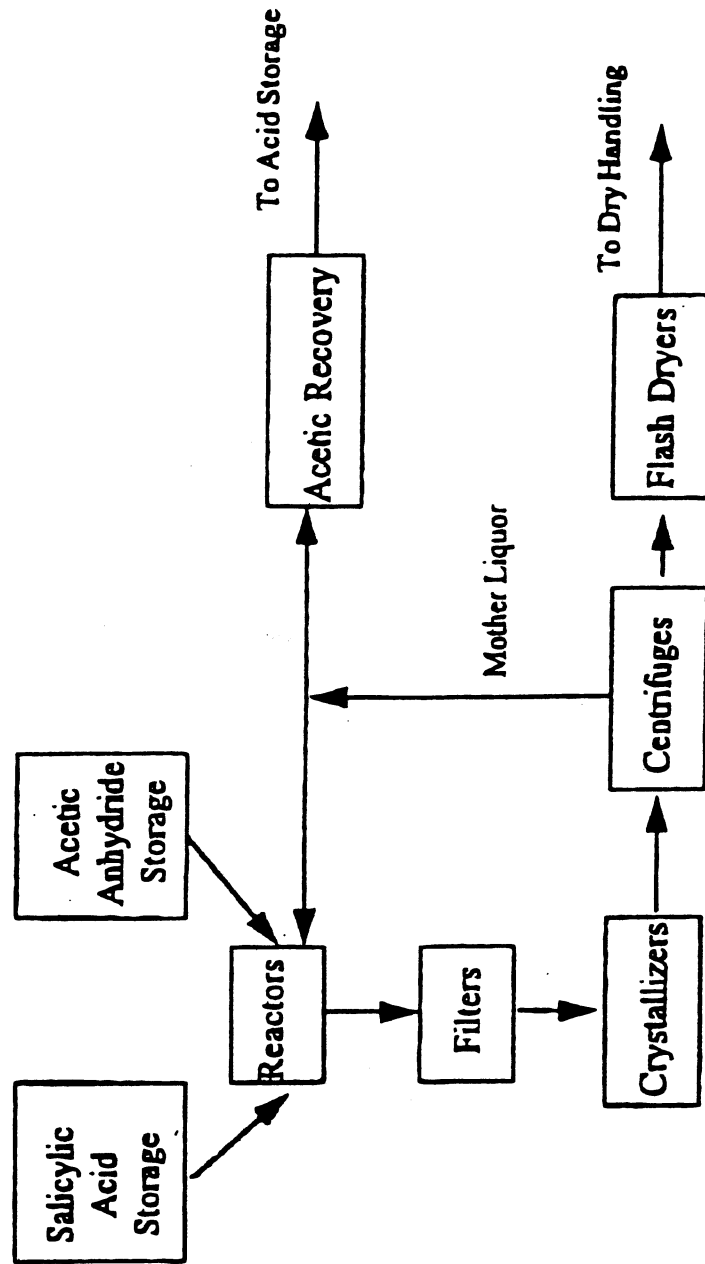 Salicylic
Acid
Storage
Acetic
Anhydride
Storage
Reactors
Acetic Recovery
To Acid Storage
Filters
Mother Liquor
Crystallizers
Centrifuges
Flash Dryers
To Dry Handling